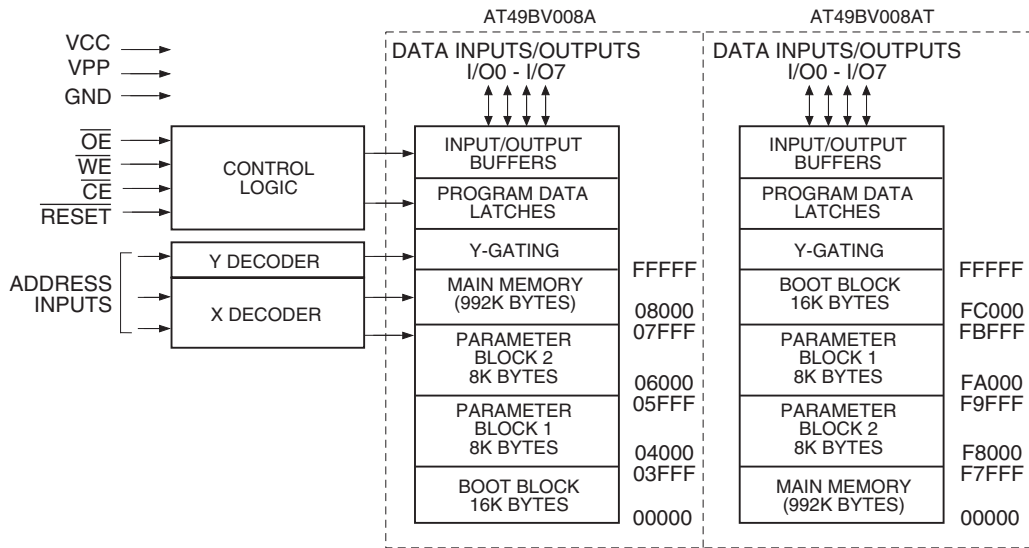 AT49BV008A
AT49BV008AT
VCC
VPP
GND
OE
WE
CE
RESET
ADDRESS
INPUTS
CONTROL
LOGIC
Y DECODER
X DECODER
DATA INPUTS/OUTPUTS
I/O0 - I/O7
INPUT/OUTPUT
BUFFERS
PROGRAM DATA
LATCHES
Y-GATING
MAIN MEMORY
(992K BYTES)
PARAMETER
BLOCK 2
8K BYTES
PARAMETER
BLOCK 1
8K BYTES
BOOT BLOCK
16K BYTES
FFFFF
08000
07FFF
06000
05FFF
04000
03FFF
00000
DATA INPUTS/OUTPUTS
I/O0 - I/O7
INPUT/OUTPUT
BUFFERS
PROGRAM DATA
LATCHES
Y-GATING
BOOT BLOCK
16K BYTES
PARAMETER
BLOCK 1
8K BYTES
PARAMETER
BLOCK 2
8K BYTES
MAIN MEMORY
(992K BYTES)
FFFFF
FC000
FBFFF
FA000
F9FFF
F8000
F7FFF
00000